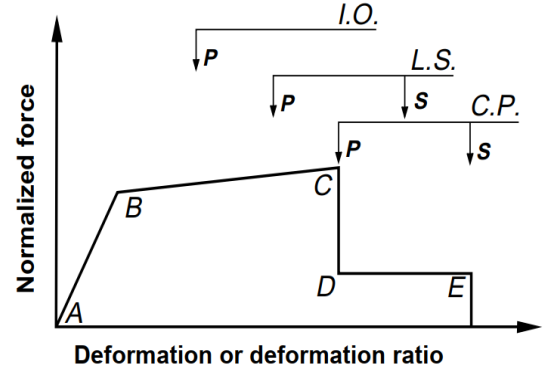 I.O.
P
L.S.
P
S
C.P.
P
S
Normalized force
A
B
C
D
E
Deformation or deformation ratio